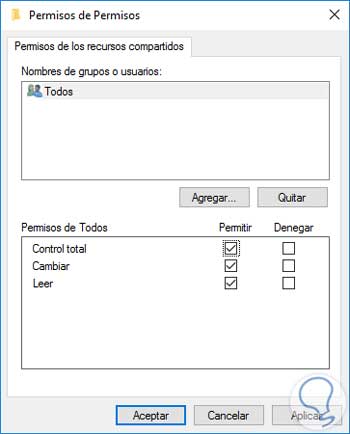 Permisos de Permisos
Permisos de los recursos compartidos
Nombres de grupos o usuarios:
Todos
Agregar... Quitar
Permisos de Todos Permitir Denegar
Control total
Cambiar
Leer
Aceptar Cancelar Aplicar